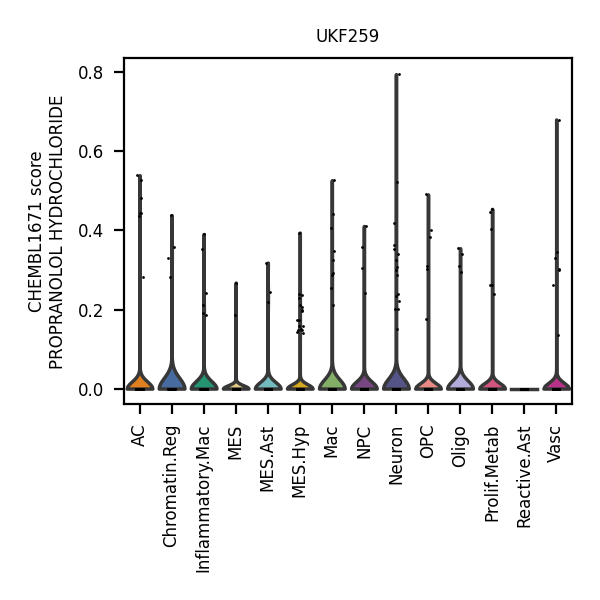 UKF259
CHEMBL1671 score
PROPRANOLOL HYDROCHLORIDE
0.8
0.6
0.4
0.2
0.0
AC
Chromatin.Reg
Inflammatory.Mac
MES
MES.Ast
MES.Hyp
Mac
NPC
Neuron
OPC
Oligo
Prolif.Metab
Reactive.Ast
Vasc